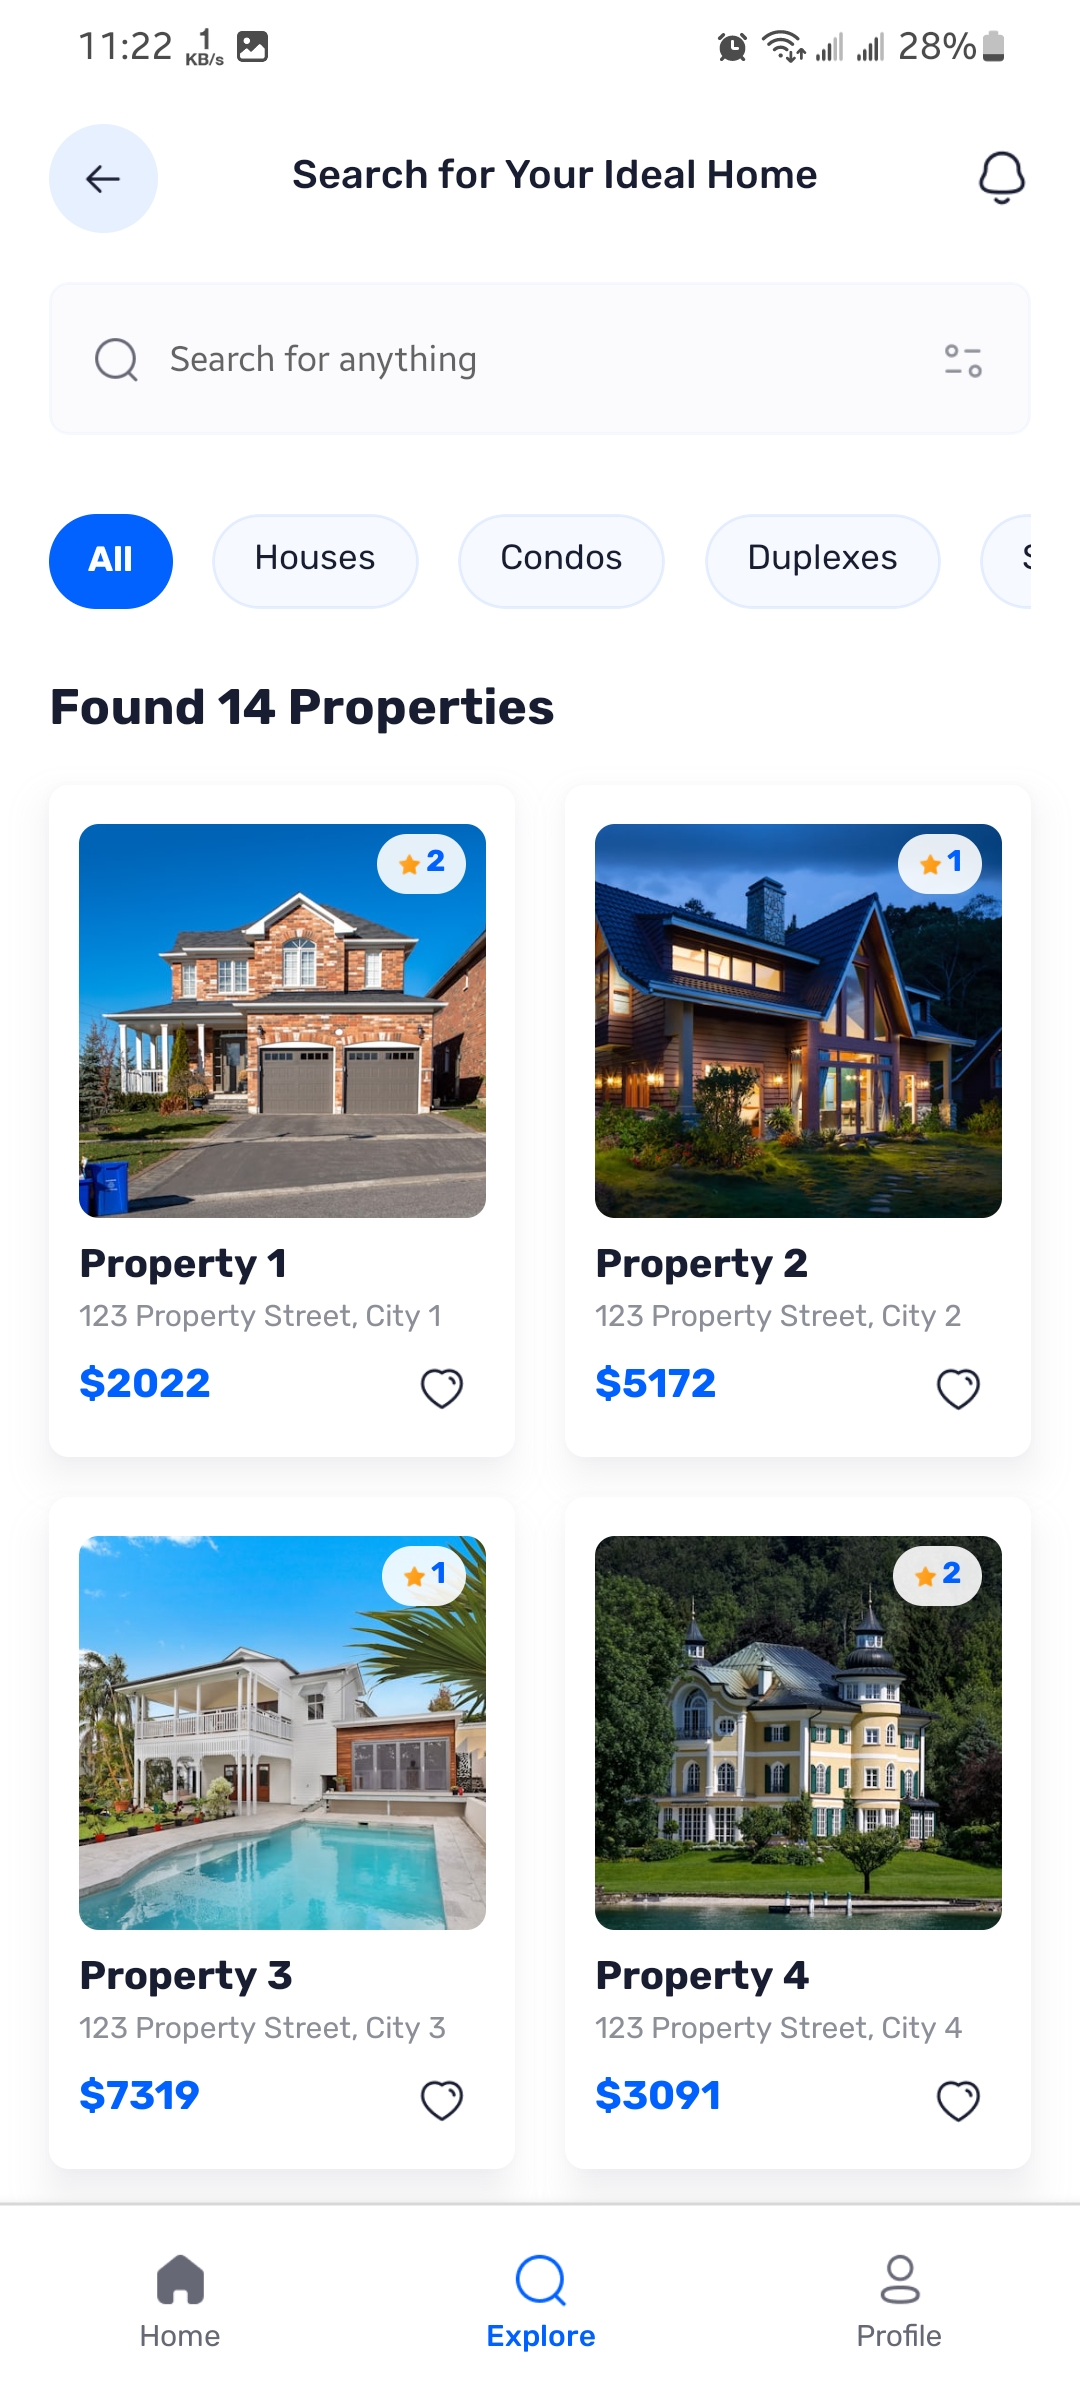 11:22 1 KB/s 28%
Search for Your Ideal Home
Search for anything
All Houses Condos Duplexes
Found 14 Properties
2
1
Property 1
Property 2
123 Property Street, City 1
123 Property Street, City 2
$2022
$5172
1
2
Property 3
Property 4
123 Property Street, City 3
123 Property Street, City 4
$7319
$3091
Home Explore Profile